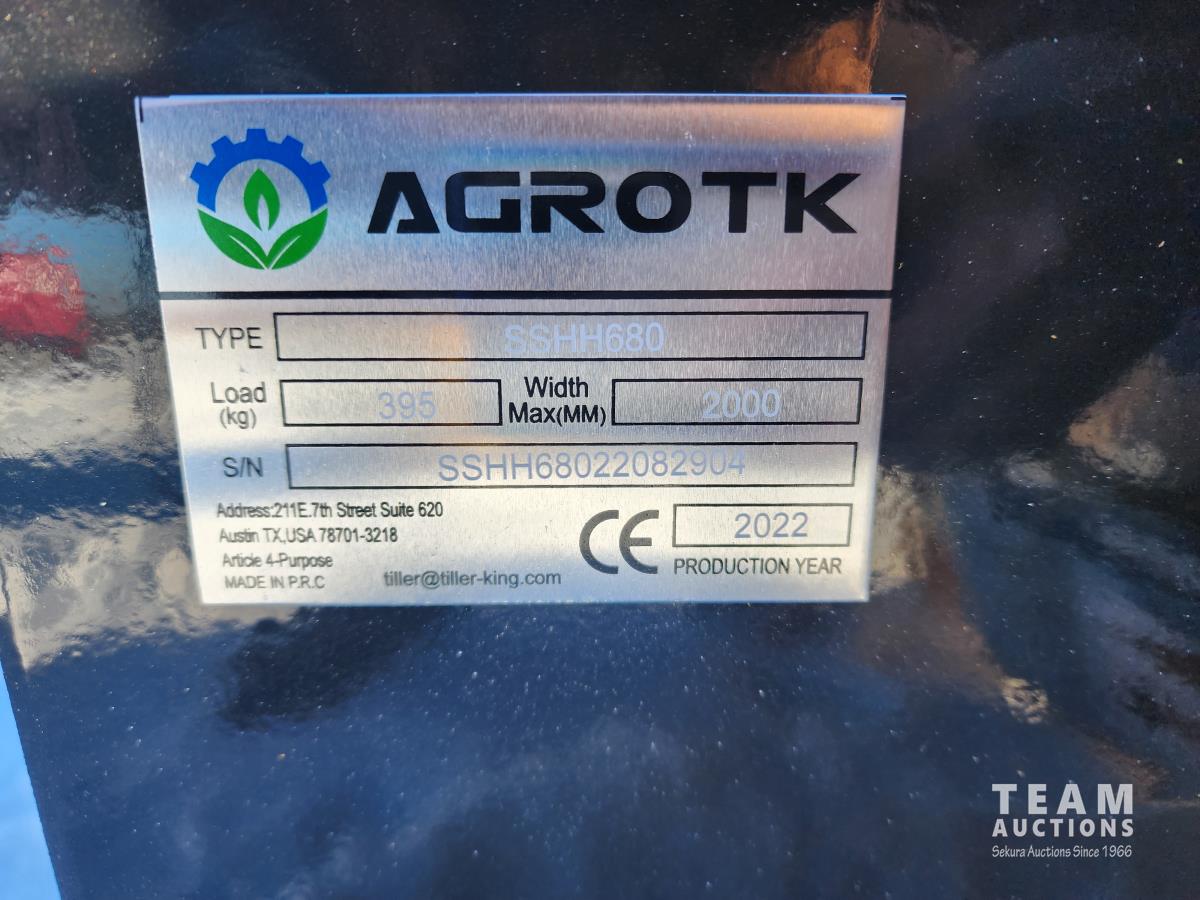 AGROTK
TYPE SSHH680
Load (kg) 395 Width Max(MM) 2000
S/N SSHH68022082904
Address:211E.7th Street Suite 620
Austin TX,USA 78701-3218
Article 4-Purpose
MADE IN P.R.C tiller@tiller-king.com
CE 2022
PRODUCTION YEAR
TEAM
AUCTIONS
Sekura Auctions Since 1966